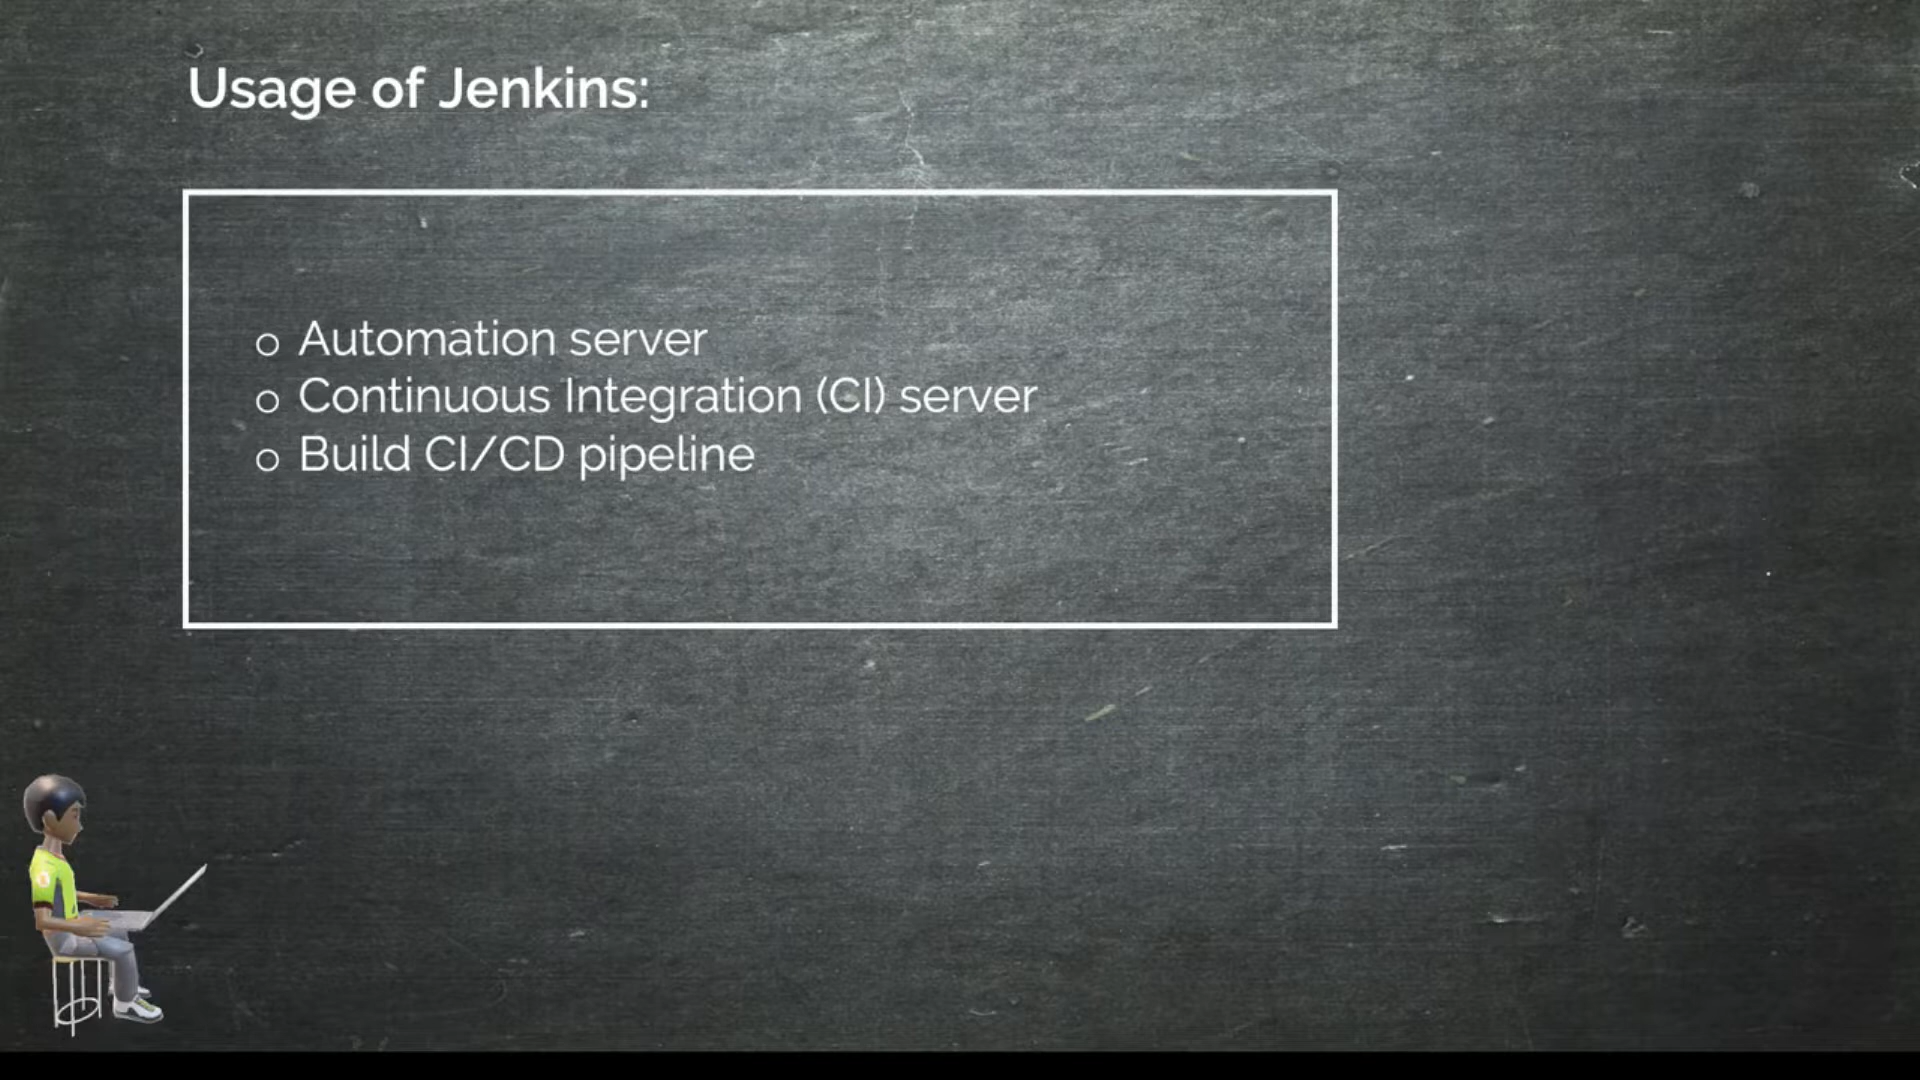 Usage of Jenkins:
Automation server
Continuous Integration (CI) server
Build CI/CD pipeline